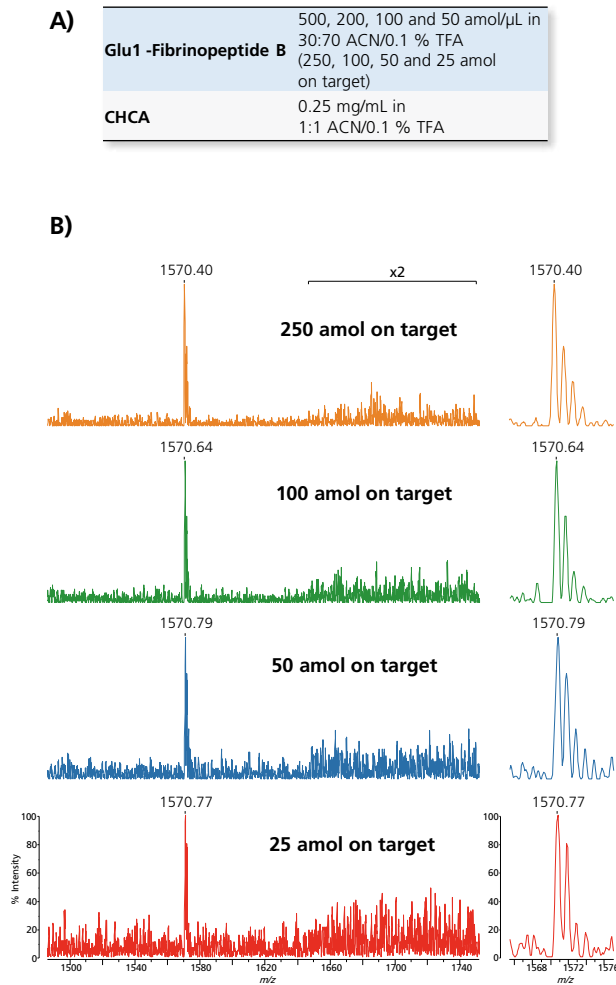 A)
Glu1 -Fibrinopeptide B
500, 200, 100 and 50 amol/µL in
30:70 ACN/0.1 % TFA
(250, 100, 50 and 25 amol
on target)
CHCA
0.25 mg/mL in
1:1 ACN/0.1 % TFA
B)
1570.40
x2
1570.40
250 amol on target
1570.64
1570.64
100 amol on target
1570.79
1570.79
50 amol on target
1570.77
1570.77
25 amol on target
% Intensity
100
80
60
40
20
0
100
80
60
40
20
0
1500 1540 1580 1620 1660 1700 1740
m/z
1568 1572
m/z